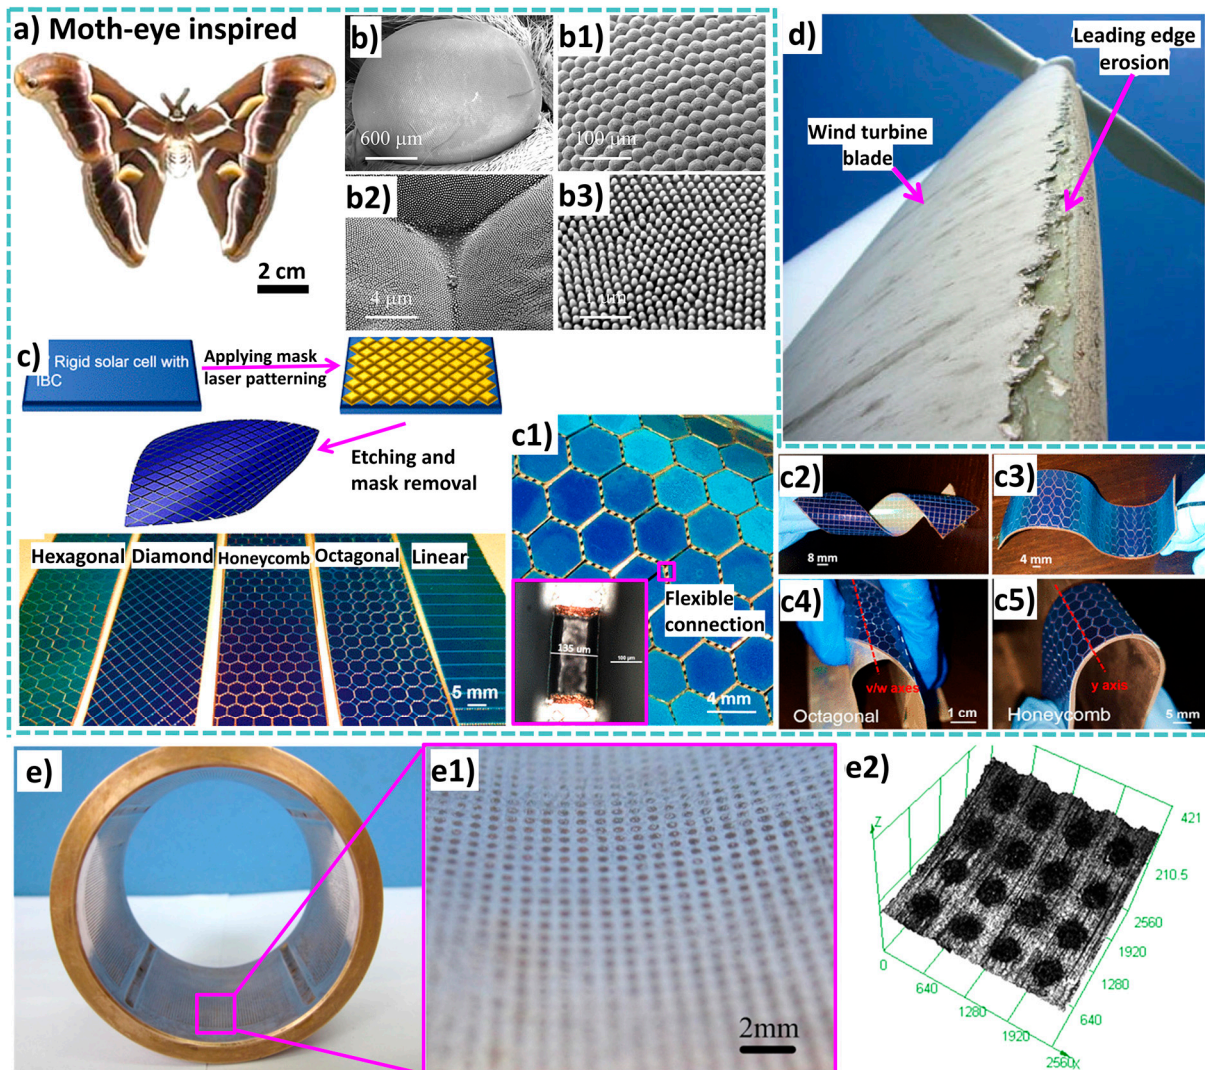 a) Moth-eye inspired
2 cm
b)
600 µm
b1)
100 µm
b2)
4 µm
b3)
1 µm
d)
Leading edge
erosion
Wind turbine
blade
c)
Rigid solar cell with
IBC
Applying mask
laser patterning
Etching and
mask removal
Hexagonal
Diamond
Honeycomb
Octagonal
Linear
5 mm
c1)
Flexible
connection
135 um
100 µm
4 mm
c2)
8 mm
c3)
4 mm
c4)
v/w axes
Octagonal
1 cm
c5)
y axis
Honeycomb
5 mm
e)
e1)
2mm
e2)
Z
421
210.5
2560
1920
1280
640
0
640
1280
1920
2560
X